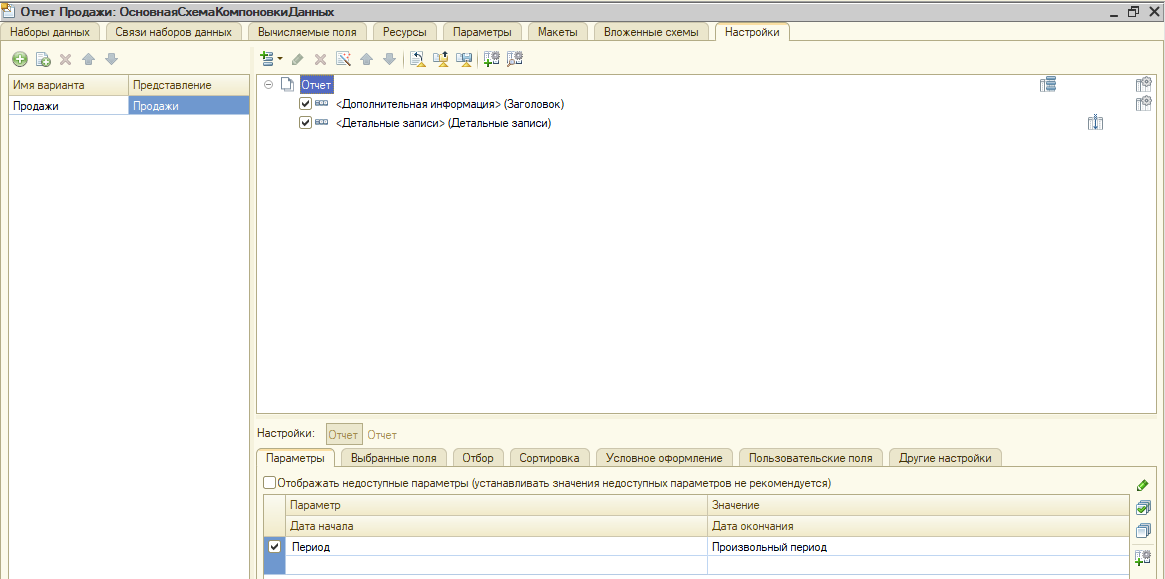 Отчет Продажи: ОсновнаяСхемаКомпоновкиДанных
Наборы данных Связи наборов данных Вычисляемые поля Ресурсы Параметры Макеты Вложенные схемы Настройки
Имя варианта Представление
Продажи Продажи
Отчет
<Дополнительная информация> (Заголовок)
<Детальные записи> (Детальные записи)
Настройки: Отчет Отчет
Параметры Выбранные поля Отбор Сортировка Условное оформление Пользовательские поля Другие настройки
Отображать недоступные параметры (устанавливать значения недоступных параметров не рекомендуется)
Параметр Значение
Дата начала Дата окончания
Период Произвольный период